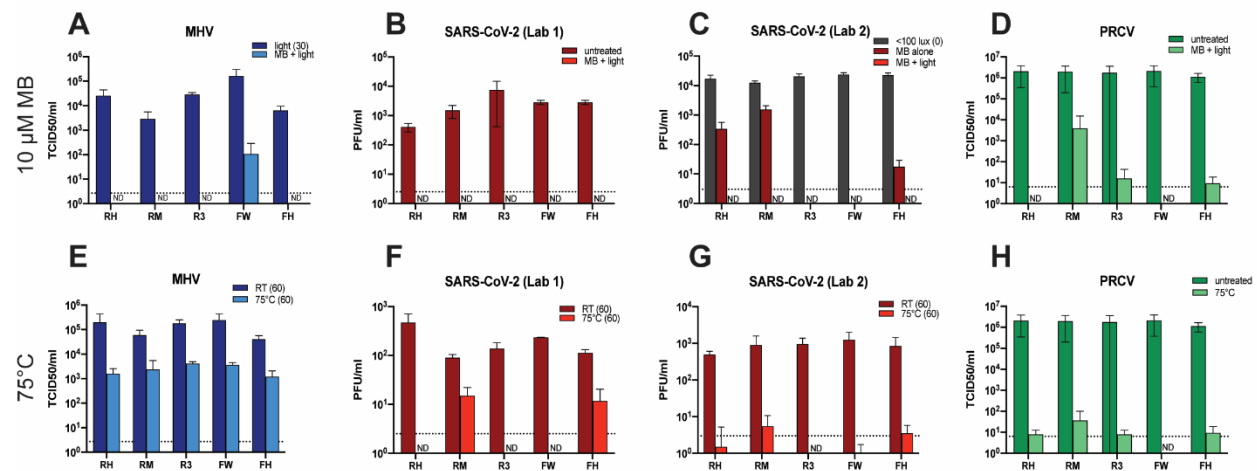 10 µM MB
A
MHV
light (30)
MB + light
TCID50/ml
10⁶
10⁵
10⁴
10³
10²
10¹
10⁰
ND ND ND ND
RH RM R3 FW FH
B
SARS-CoV-2 (Lab 1)
untreated
MB + light
PFU/ml
10⁵
10⁴
10³
10²
10¹
10⁰
ND ND ND ND ND
RH RM R3 FW FH
C
SARS-CoV-2 (Lab 2)
<100 lux (0)
MB alone
MB + light
PFU/ml
10⁵
10⁴
10³
10²
10¹
10⁰
ND ND ND ND ND
RH RM R3 FW FH
D
PRCV
untreated
MB + light
TCID50/ml
10⁷
10⁶
10⁵
10⁴
10³
10²
10¹
10⁰
ND ND
RH RM R3 FW FH
75°C
E
MHV
RT (60)
75°C (60)
TCID50/ml
10⁶
10⁵
10⁴
10³
10²
10¹
10⁰
RH RM R3 FW FH
F
SARS-CoV-2 (Lab 1)
RT (60)
75°C (60)
PFU/ml
10³
10²
10¹
10⁰
ND ND ND
RH RM R3 FW FH
G
SARS-CoV-2 (Lab 2)
RT (60)
75°C (60)
PFU/ml
10⁴
10³
10²
10¹
10⁰
ND
RH RM R3 FW FH
H
PRCV
untreated
75°C
TCID50/ml
10⁷
10⁶
10⁵
10⁴
10³
10²
10¹
10⁰
ND
RH RM R3 FW FH